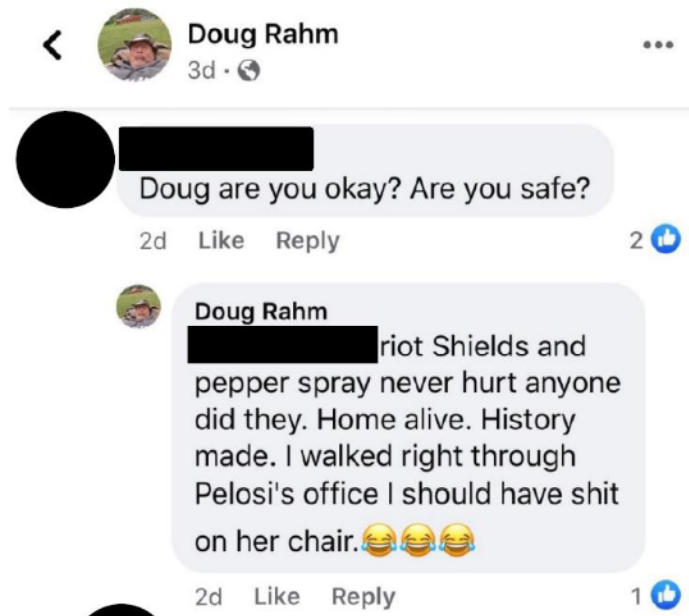 Doug Rahm
3d ·
Doug are you okay? Are you safe?
2d Like Reply 2
Doug Rahm
riot Shields and
pepper spray never hurt anyone
did they. Home alive. History
made. I walked right through
Pelosi's office I should have shit
on her chair.😂😂😂
2d Like Reply 1